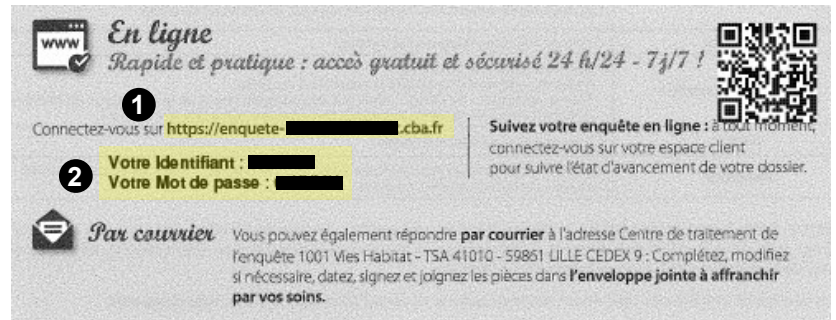 www
En ligne
Rapide et pratique : accès gratuit et sécurisé 24 h/24 - 7j/7 !
1
Connectez-vous sur https://enquete- .cba.fr
2
Votre Identifiant :
Votre Mot de passe :
Suivez votre enquête en ligne : à tout moment,
connectez-vous sur votre espace client
pour suivre l'état d'avancement de votre dossier.
Par courrier
Vous pouvez également répondre par courrier à l'adresse Centre de traitement de
l'enquête 1001 Vies Habitat - TSA 41010 - 59861 LILLE CEDEX 9 : Complétez, modifiez
si nécessaire, datez, signez et joignez les pièces dans l'enveloppe jointe à affranchir
par vos soins.